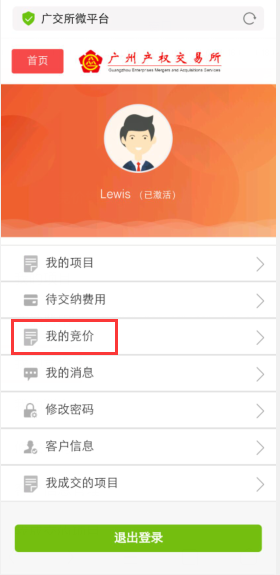 广交所微平台
首页
广州产权交易所
Guangzhou Enterprises Mergers and Acquisitions Services
Lewis （已激活）
我的项目
待交纳费用
我的竞价
我的消息
修改密码
客户信息
我成交的项目
退出登录